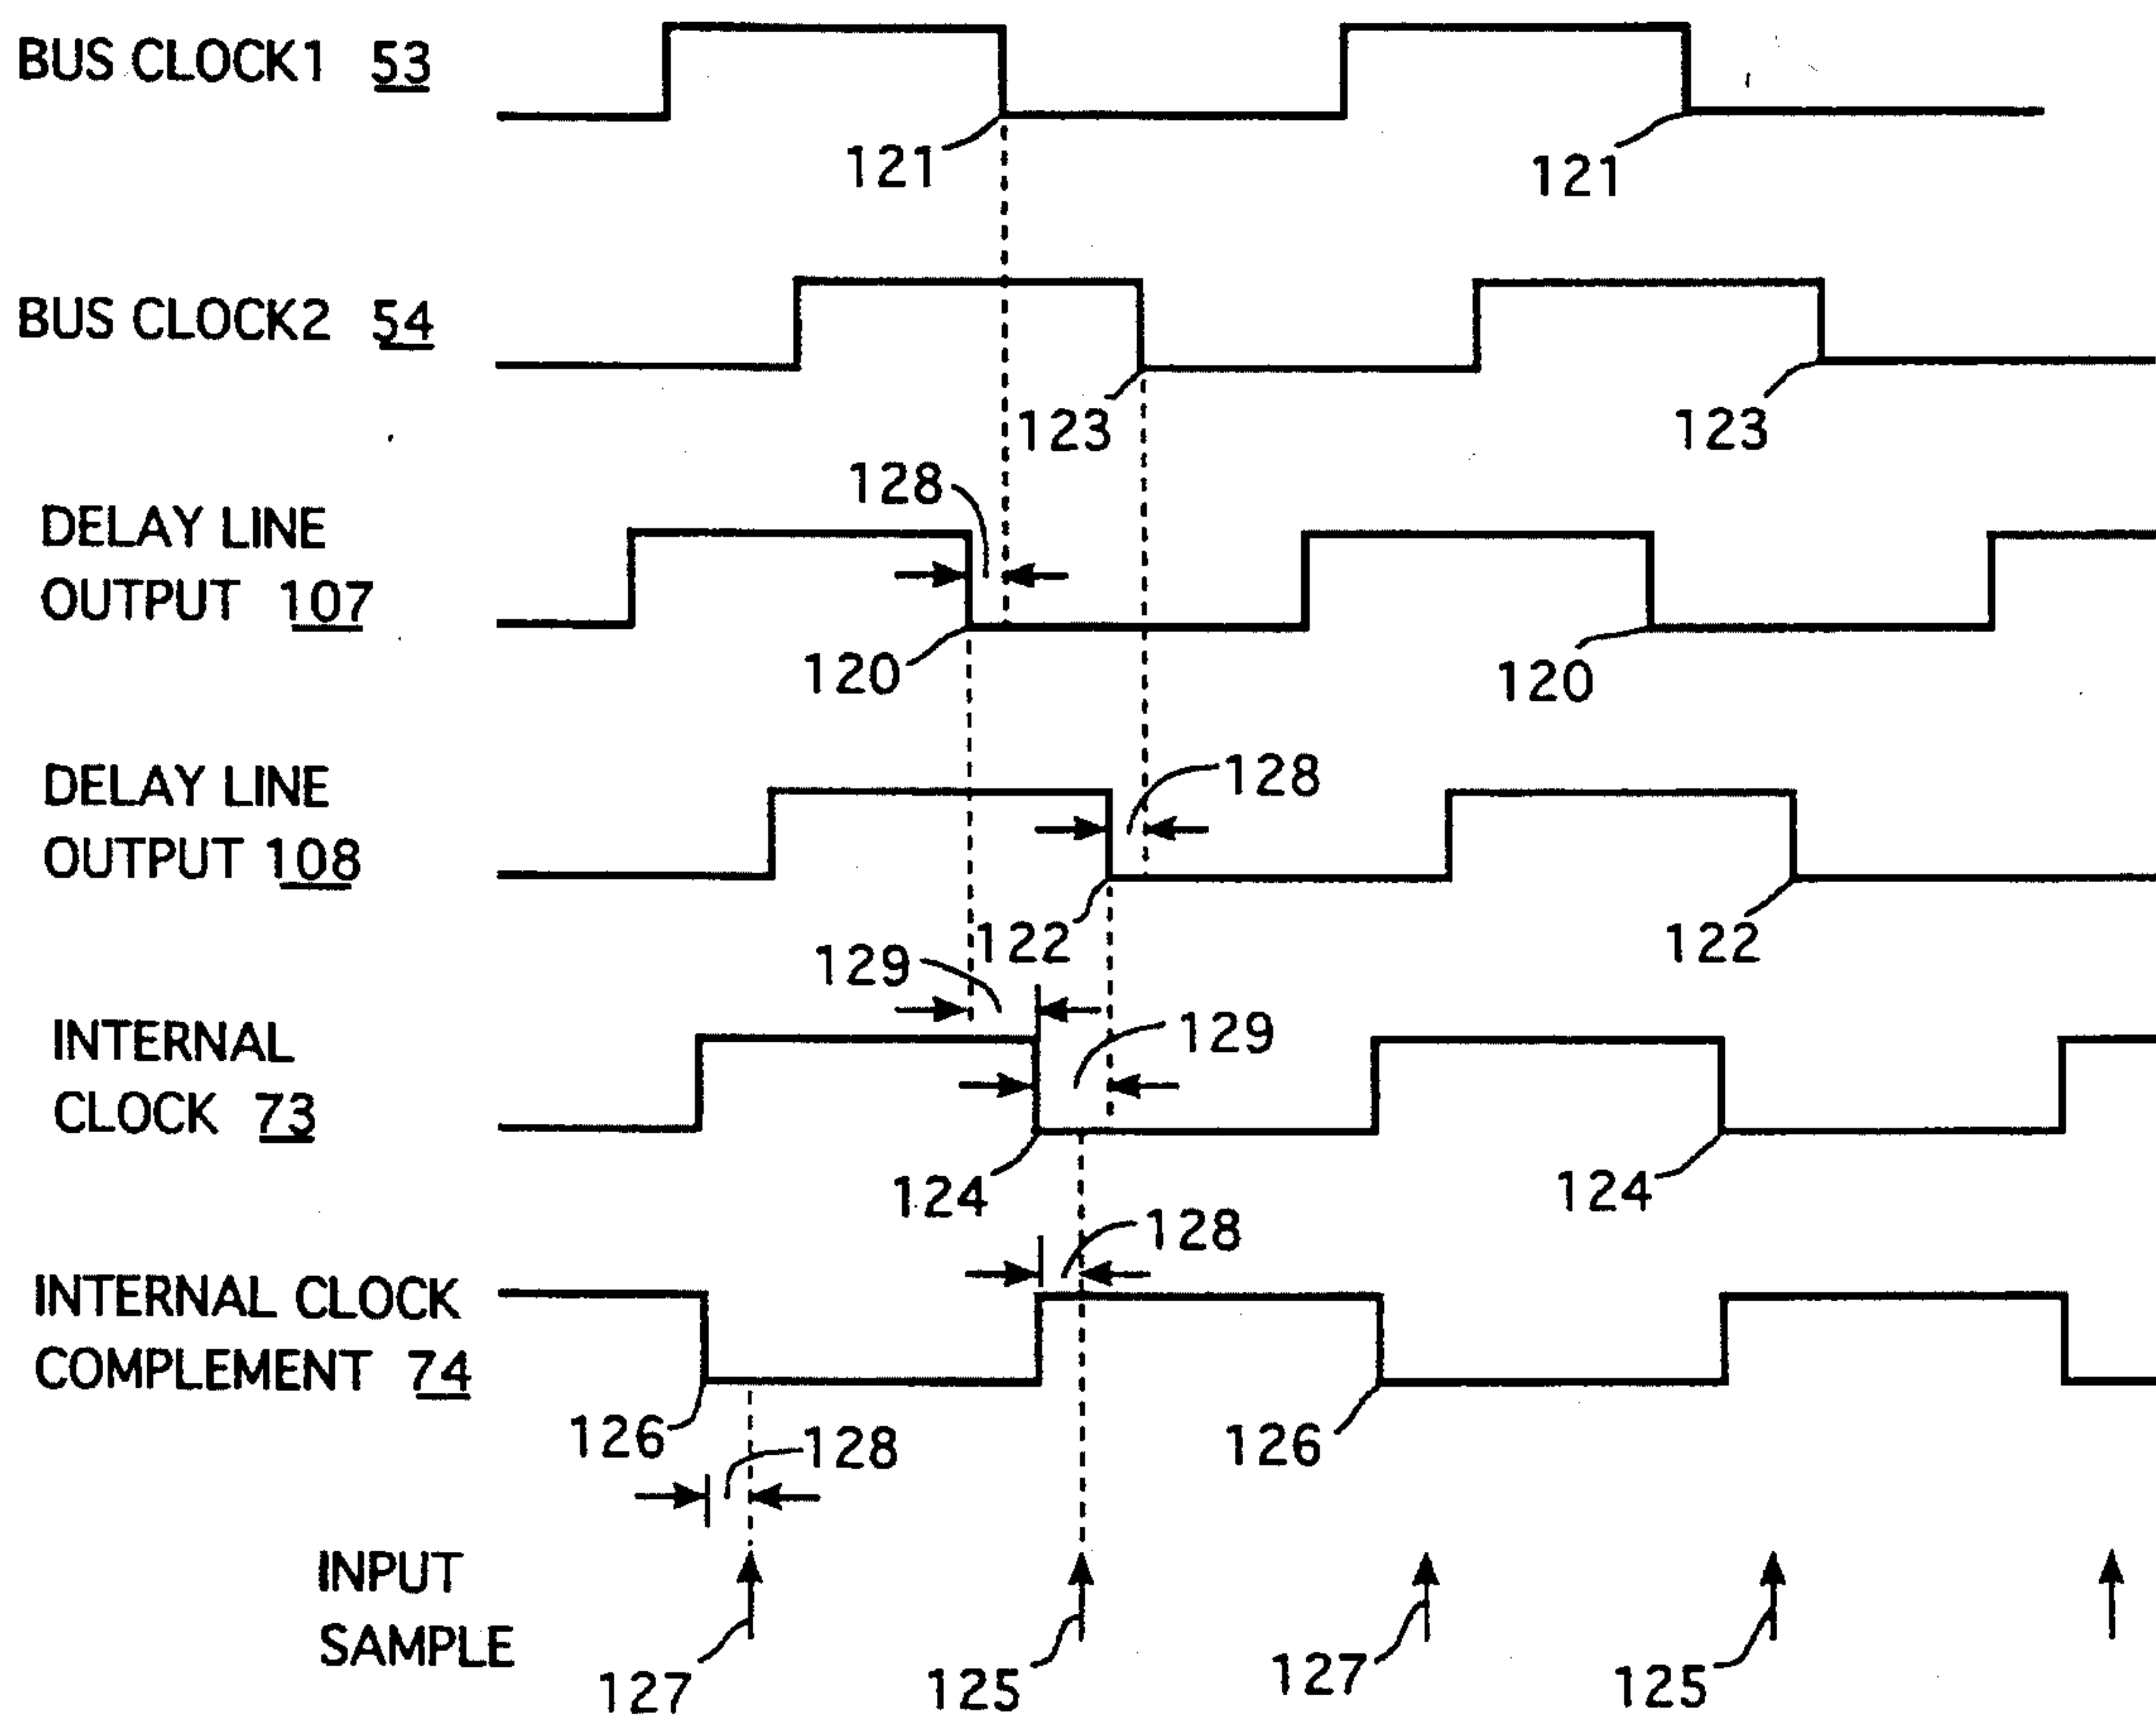 BUS CLOCK1 53
121
121
BUS CLOCK2 54
123
123
128
DELAY LINE
OUTPUT 107
120
120
DELAY LINE
OUTPUT 108
128
122
122
129
INTERNAL
CLOCK 73
129
124
124
128
INTERNAL CLOCK
COMPLEMENT 74
126
128
126
INPUT
SAMPLE
127
125
127
125